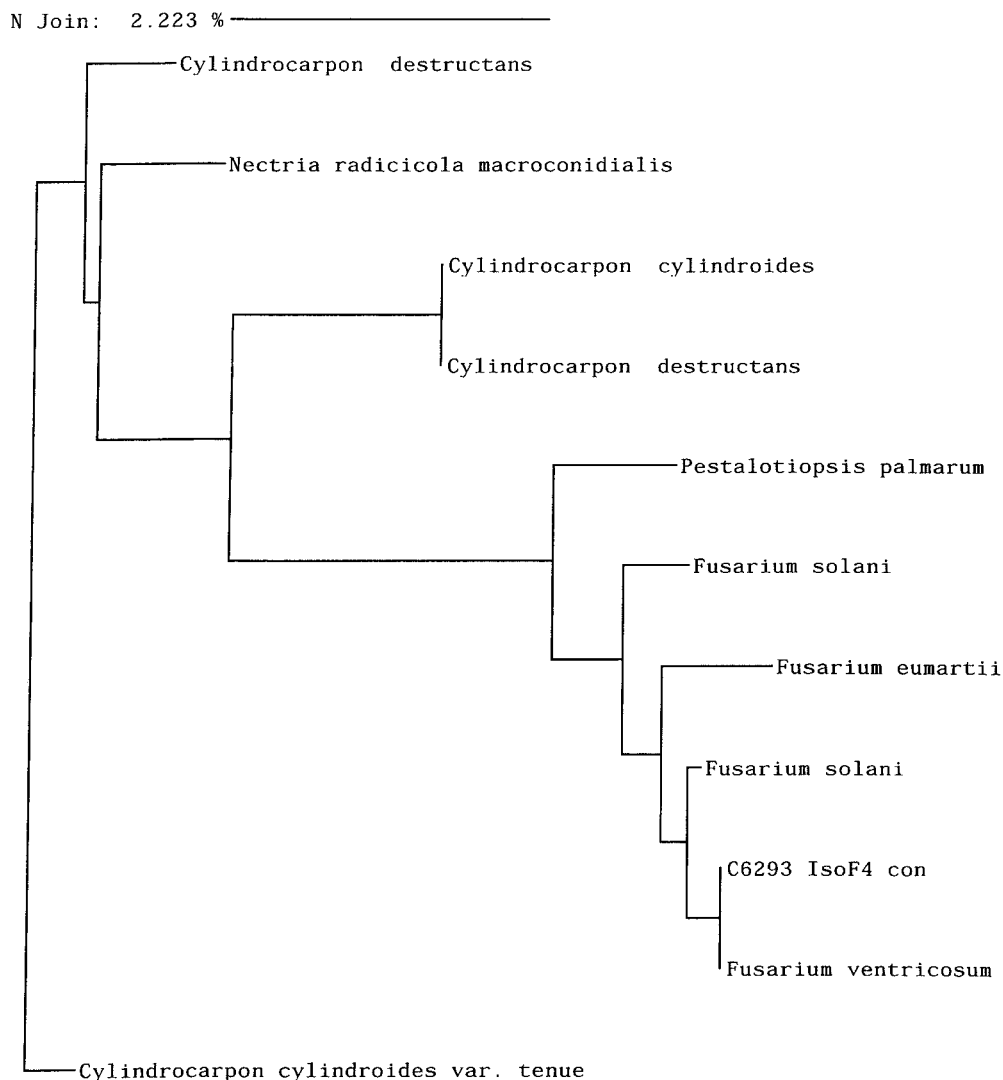 N Join: 2.223 %
Cylindrocarpon destructans
Nectria radicicola macroconidialis
Cylindrocarpon cylindroides
Cylindrocarpon destructans
Pestalotiopsis palmarum
Fusarium solani
Fusarium eumartii
Fusarium solani
C6293 IsoF4 con
Fusarium ventricosum
Cylindrocarpon cylindroides var. tenue